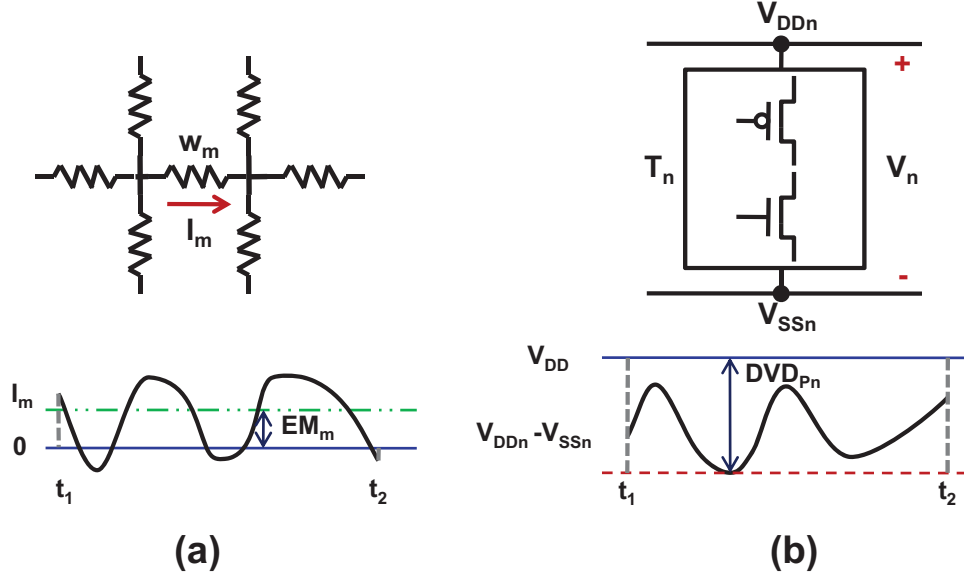 w_m
I_m
I_m
0
EM_m
t_1
t_2
(a)
V_DDn
+
T_n
V_n
-
V_SSn
V_DD
DVD_Pn
V_DDn -V_SSn
t_1
t_2
(b)